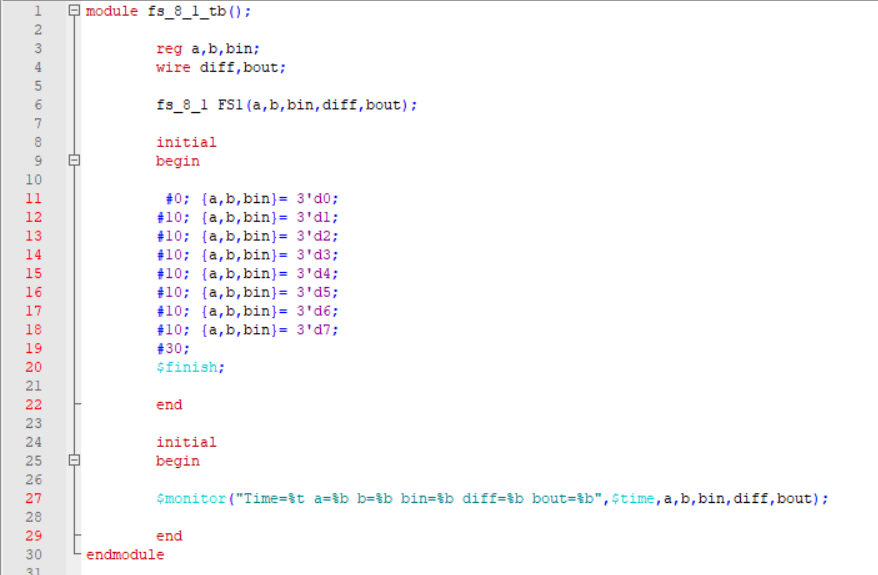 1 module fs_8_1_tb();
2
3 reg a,b,bin;
4 wire diff,bout;
5
6 fs_8_1 FS1(a,b,bin,diff,bout);
7
8 initial
9 begin
10
11 #0; {a,b,bin}= 3'd0;
12 #10; {a,b,bin}= 3'd1;
13 #10; {a,b,bin}= 3'd2;
14 #10; {a,b,bin}= 3'd3;
15 #10; {a,b,bin}= 3'd4;
16 #10; {a,b,bin}= 3'd5;
17 #10; {a,b,bin}= 3'd6;
18 #10; {a,b,bin}= 3'd7;
19 #30;
20 $finish;
21
22 end
23
24 initial
25 begin
26
27 $monitor("Time=%t a=%b b=%b bin=%b diff=%b bout=%b",$time,a,b,bin,diff,bout);
28
29 end
30 endmodule
31